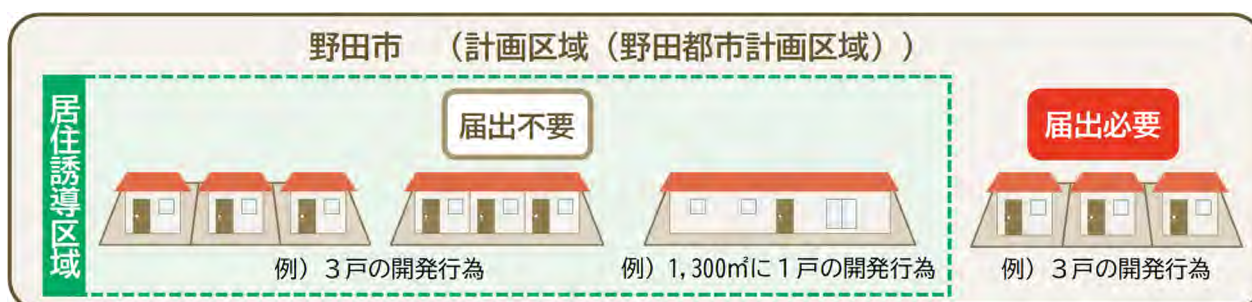 野田市　（計画区域（野田都市計画区域））
居住誘導区域
届出不要
届出必要
例）３戸の開発行為
例）1,300㎡に１戸の開発行為
例）３戸の開発行為